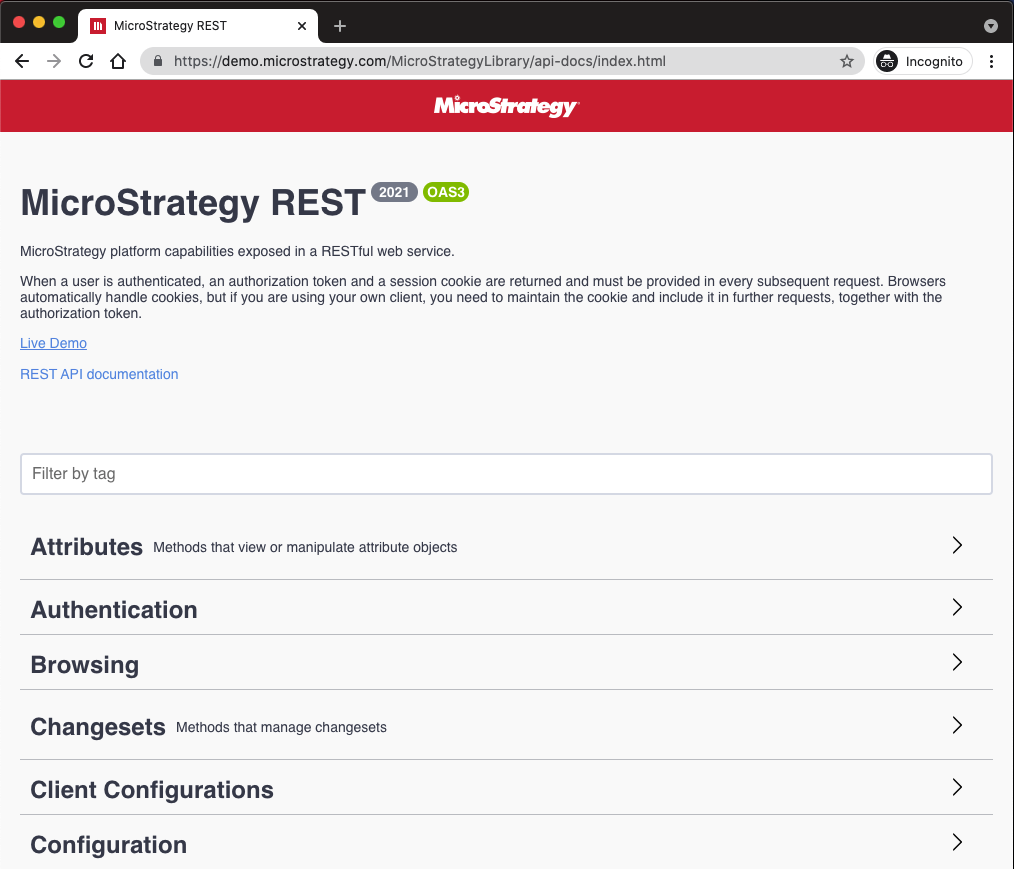 MicroStrategy REST
https://demo.microstrategy.com/MicroStrategyLibrary/api-docs/index.html
Incognito
MicroStrategy
MicroStrategy REST 2021 OAS3
MicroStrategy platform capabilities exposed in a RESTful web service.
When a user is authenticated, an authorization token and a session cookie are returned and must be provided in every subsequent request. Browsers
automatically handle cookies, but if you are using your own client, you need to maintain the cookie and include it in further requests, together with the
authorization token.
Live Demo
REST API documentation
Filter by tag
Attributes Methods that view or manipulate attribute objects
Authentication
Browsing
Changesets Methods that manage changesets
Client Configurations
Configuration